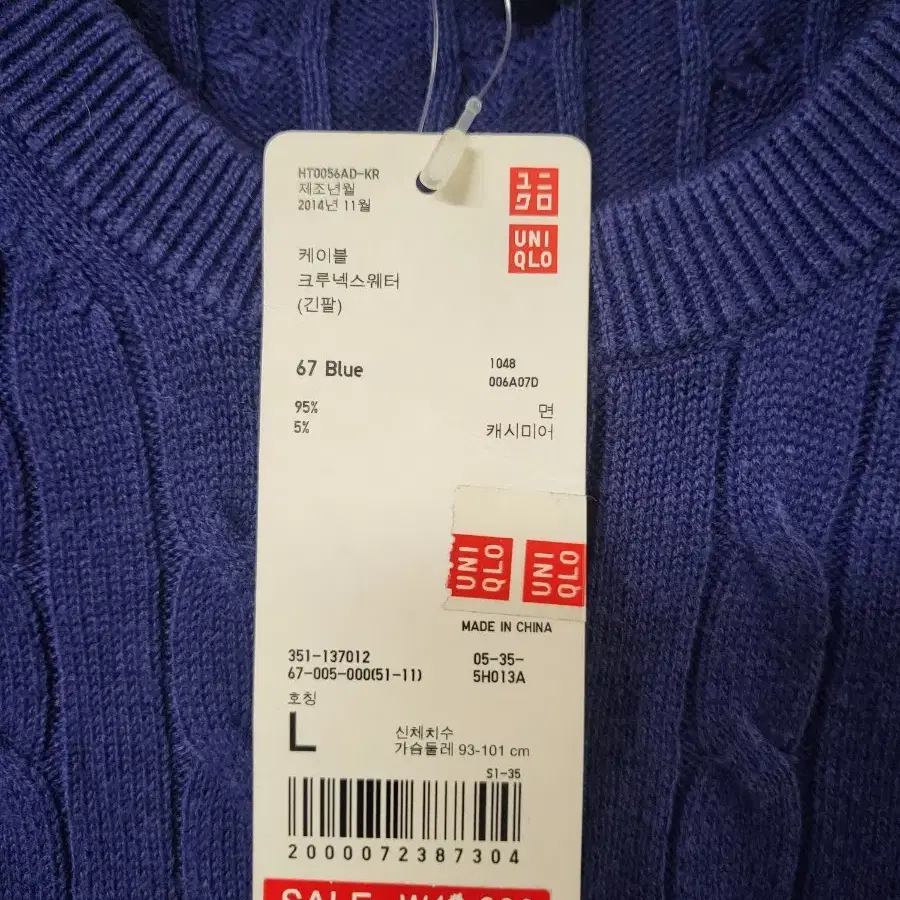 HT0056AD-KR
제조년월
2014년 11월
ユニ
クロ
UNI
QLO
케이블
크루넥스웨터
(긴팔)
67 Blue
1048
006A07D
95% 면
5% 캐시미어
UNI
QLO
UNI
QLO
MADE IN CHINA
351-137012
67-005-000(51-11)
05-35-
5H013A
호칭
L
신체치수
가슴둘레 93-101 cm
S1-35
2000072387304
SALE